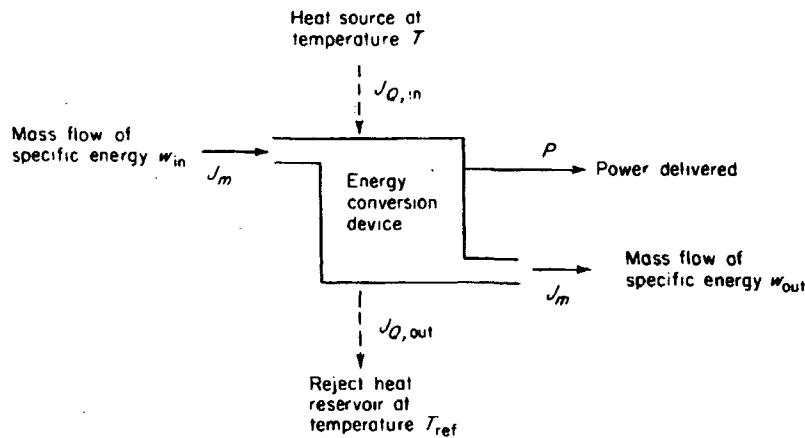 Heat source at
temperature T
J_Q, in
Mass flow of
specific energy w_in
J_m
P
Power delivered
Energy
conversion
device
Mass flow of
specific energy w_out
J_m
J_Q, out
Reject heat
reservoir at
temperature T_ref